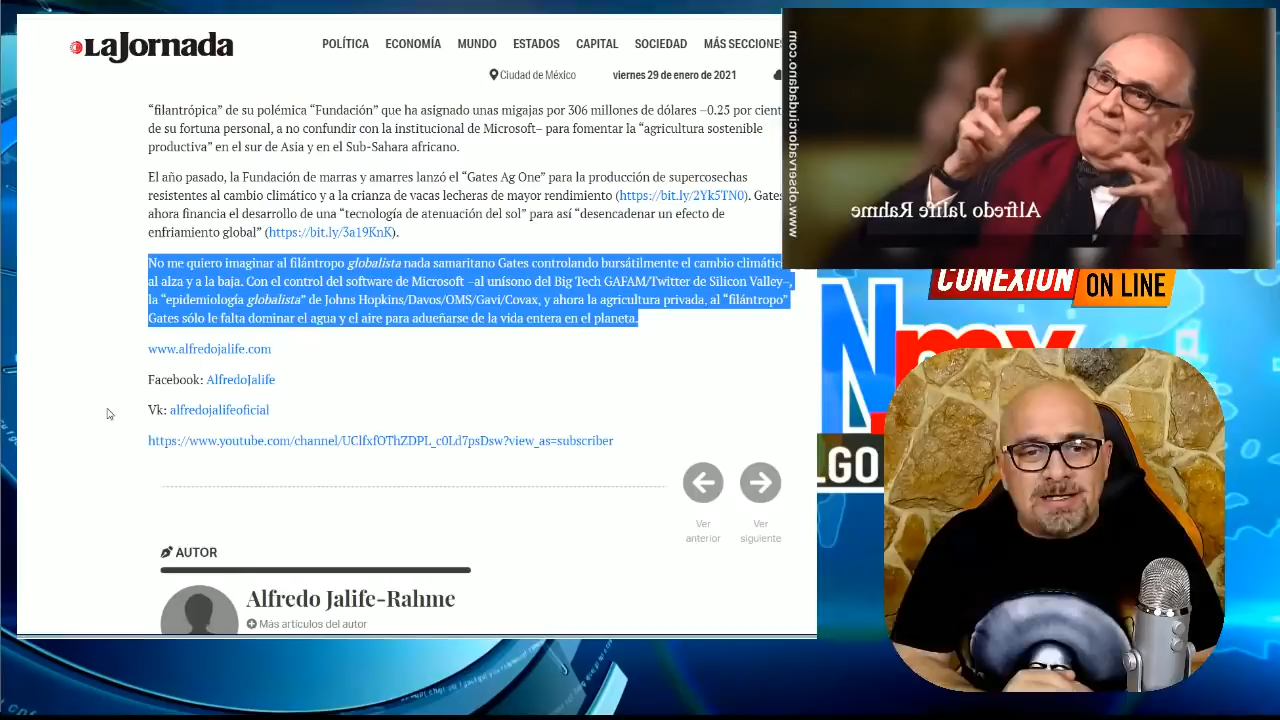 LaJornada
POLÍTICA ECONOMÍA MUNDO ESTADOS CAPITAL SOCIEDAD MÁS SECCIONES
Ciudad de México viernes 29 de enero de 2021
“filantrópica” de su polémica “Fundación” que ha asignado unas migajas por 306 millones de dólares –0.25 por cient
de su fortuna personal, a no confundir con la institucional de Microsoft– para fomentar la “agricultura sostenible
productiva” en el sur de Asia y en el Sub-Sahara africano.
El año pasado, la Fundación de marras y amarres lanzó el “Gates Ag One” para la producción de supercosechas
resistentes al cambio climático y a la crianza de vacas lecheras de mayor rendimiento (https://bit.ly/2Yk5TN0). Gates
ahora financia el desarrollo de una “tecnología de atenuación del sol” para así “desencadenar un efecto de
enfriamiento global” (https://bit.ly/3a19KnK).
No me quiero imaginar al filántropo globalista nada samaritano Gates controlando bursátilmente el cambio climático
al alza y a la baja. Con el control del software de Microsoft –al unísono del Big Tech GAFAM/Twitter de Silicon Valley–,
la “epidemiología globalista” de Johns Hopkins/Davos/OMS/Gavi/Covax, y ahora la agricultura privada, al “filántropo”
Gates sólo le falta dominar el agua y el aire para adueñarse de la vida entera en el planeta.
www.alfredojalife.com
Facebook: AlfredoJalife
Vk: alfredojalifeoficial
https://www.youtube.com/channel/UClfxfOThZDPL_c0Ld7psDsw?view_as=subscriber
Ver Ver
anterior siguiente
AUTOR
Alfredo Jalife-Rahme
Más artículos del autor
www.observadorciudadano.com
Alfredo Jalife Rahme
CONEXIÓN
ON LINE
Nmx
LGO